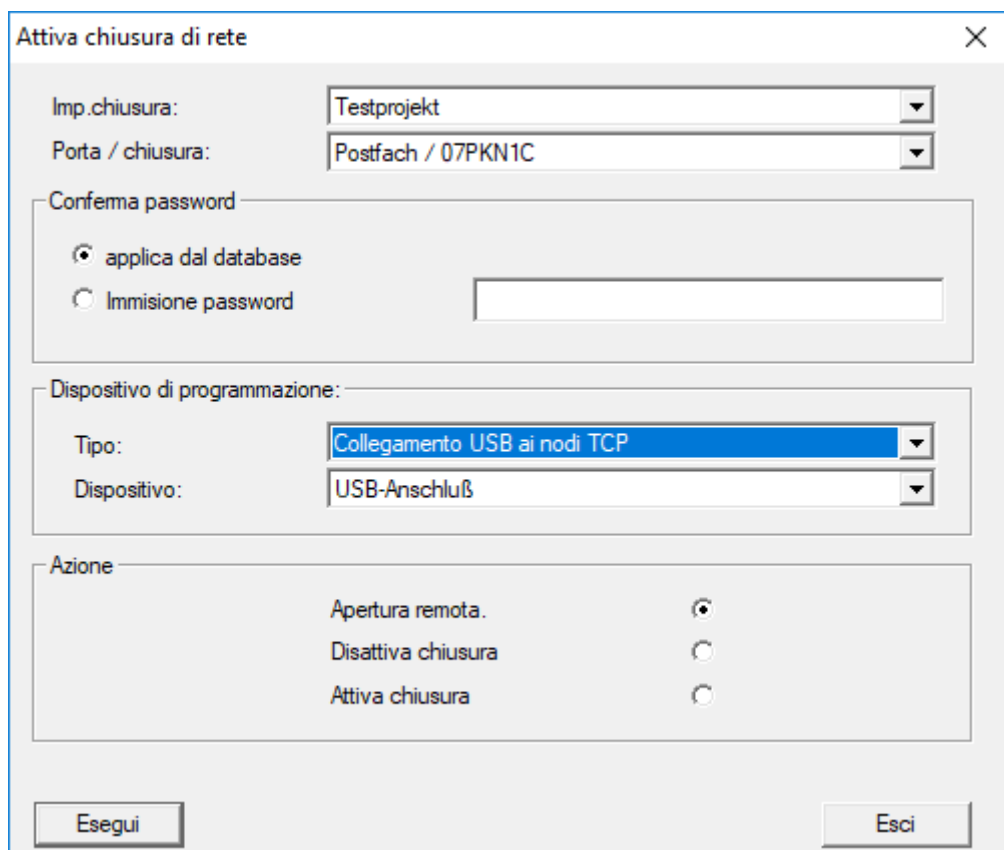 Attiva chiusura di rete
Imp.chiusura: Testprojekt
Porta / chiusura: Postfach / 07PKN1C
Conferma password
applica dal database
Immisione password
Dispositivo di programmazione:
Tipo: Collegamento USB ai nodi TCP
Dispositivo: USB-Anschluß
Azione
Apertura remota.
Disattiva chiusura
Attiva chiusura
Esegui Esci